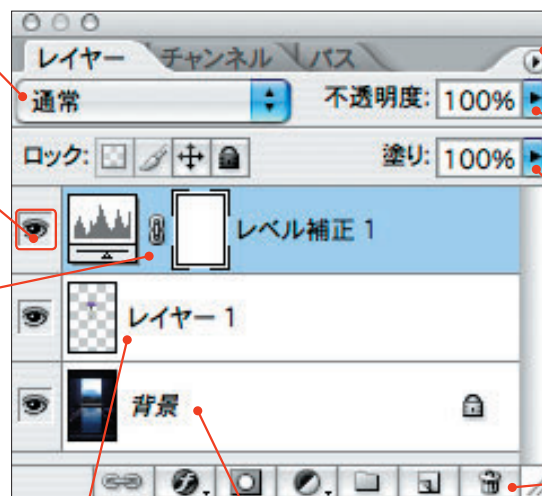 レイヤー チャンネル パス
通常 不透明度: 100%
ロック: 塗り: 100%
レベル補正 1
レイヤー 1
背景